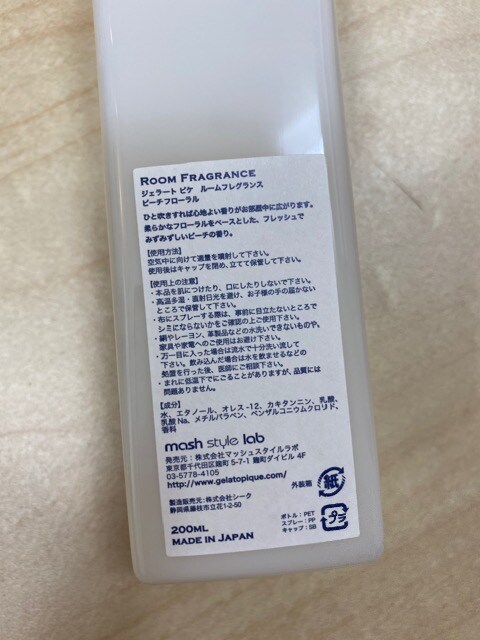 ROOM FRAGRANCE
ジェラート ピケ ルームフレグランス
ピーチフローラル
ひと吹きすれば心地よい香りがお部屋中に広がります。
柔らかなフローラルをベースとした、フレッシュで
みずみずしいピーチの香り。
【使用方法】
空気中に向けて適量を噴射して下さい。
使用後はキャップを閉め、立てて保管して下さい。
【使用上の注意】
・本品を肌につけたり、口にしたりしないで下さい。
・高温多湿・直射日光を避け、お子様の手の届かない
ところで保管して下さい。
・布にスプレーする際は、事前に目立たないところで
シミにならないかをご確認の上ご使用下さい。
・絹やレーヨン、革製品などの水洗いできないものや、
家具や家電へのご使用はお避け下さい。
・万一目に入った場合は流水で十分洗い流して
下さい。飲み込んだ場合は水を飲ませるなどの
処置を行った後、医師にご相談下さい。
・まれに低温下でにごることがありますが、品質には
問題ありません。
【成分】
水、エタノール、オレス-12、カキタンニン、乳酸、
乳酸Na、メチルパラベン、ベンザルコニウムクロリド、
香料
mash style lab
発売元：株式会社マッシュスタイルラボ
東京都千代田区麹町 5-7-1 麹町ダイビル 4F
03-5778-4105
http://www.gelatopique.com/
外装箱 紙
製造販売元：株式会社シーク
静岡県藤枝市立花1-2-50
200ML
MADE IN JAPAN
ボトル：PET
スプレー：PP
キャップ：SB
プラ